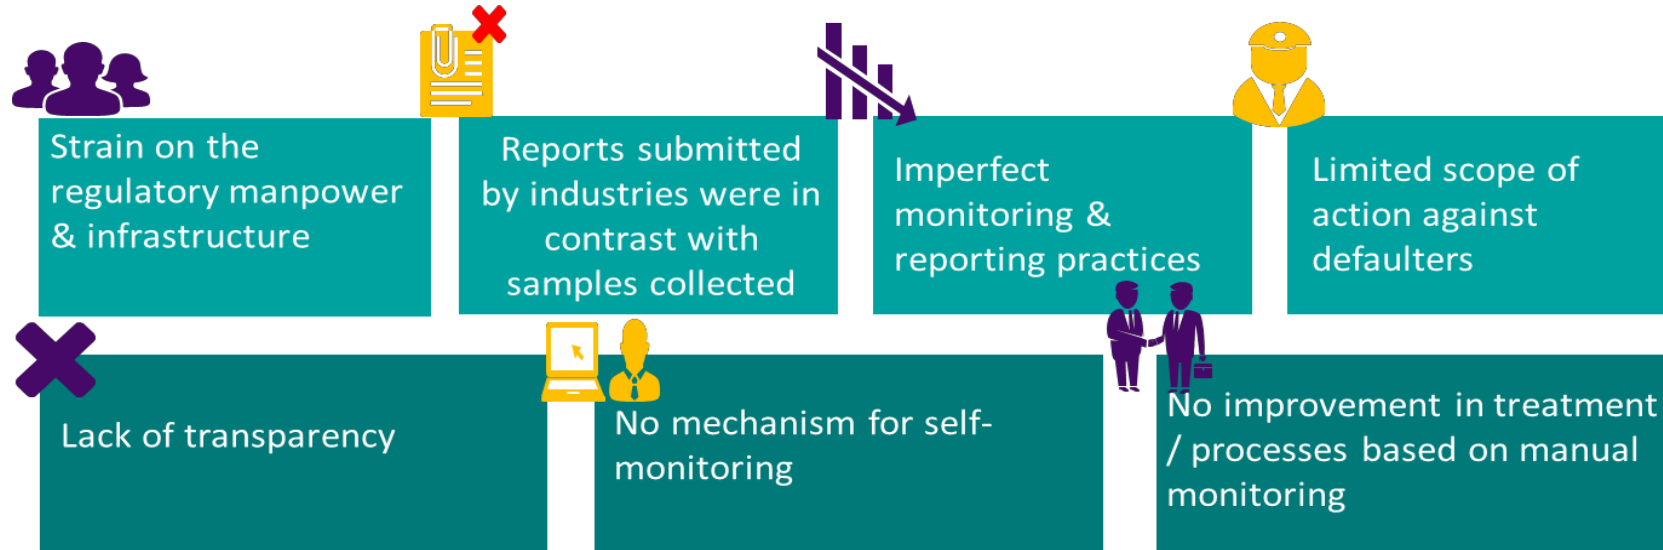 Strain on the
regulatory manpower
& infrastructure
Reports submitted
by industries were in
contrast with
samples collected
Imperfect
monitoring &
reporting practices
Limited scope of
action against
defaulters
Lack of transparency
No mechanism for self-
monitoring
No improvement in treatment
/ processes based on manual
monitoring